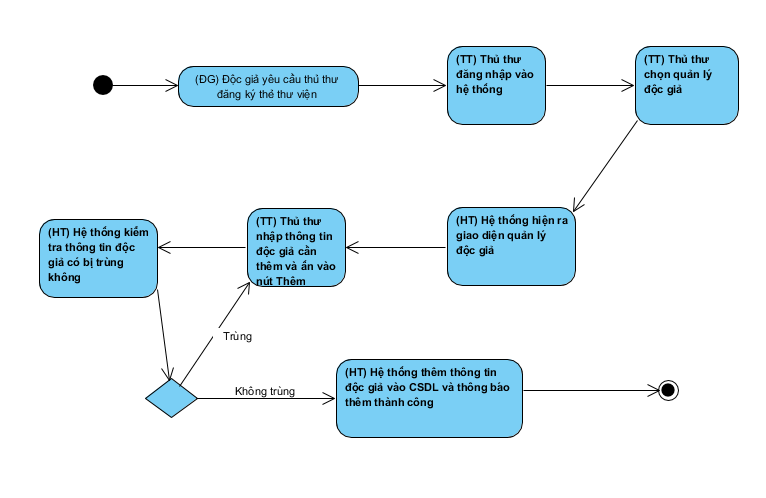 (ĐG) Độc giả yêu cầu thủ thư
đăng ký thẻ thư viện
(TT) Thủ thư
đăng nhập vào
hệ thống
(TT) Thủ thư
chọn quản lý
độc giả
(HT) Hệ thống kiểm
tra thông tin độc
giả có bị trùng
không
(TT) Thủ thư
nhập thông tin
độc giả cần
thêm và ấn vào
nút Thêm
(HT) Hệ thống hiện ra
giao diện quản lý
độc giả
Trùng
Không trùng
(HT) Hệ thống thêm thông tin
độc giả vào CSDL và thông báo
thêm thành công